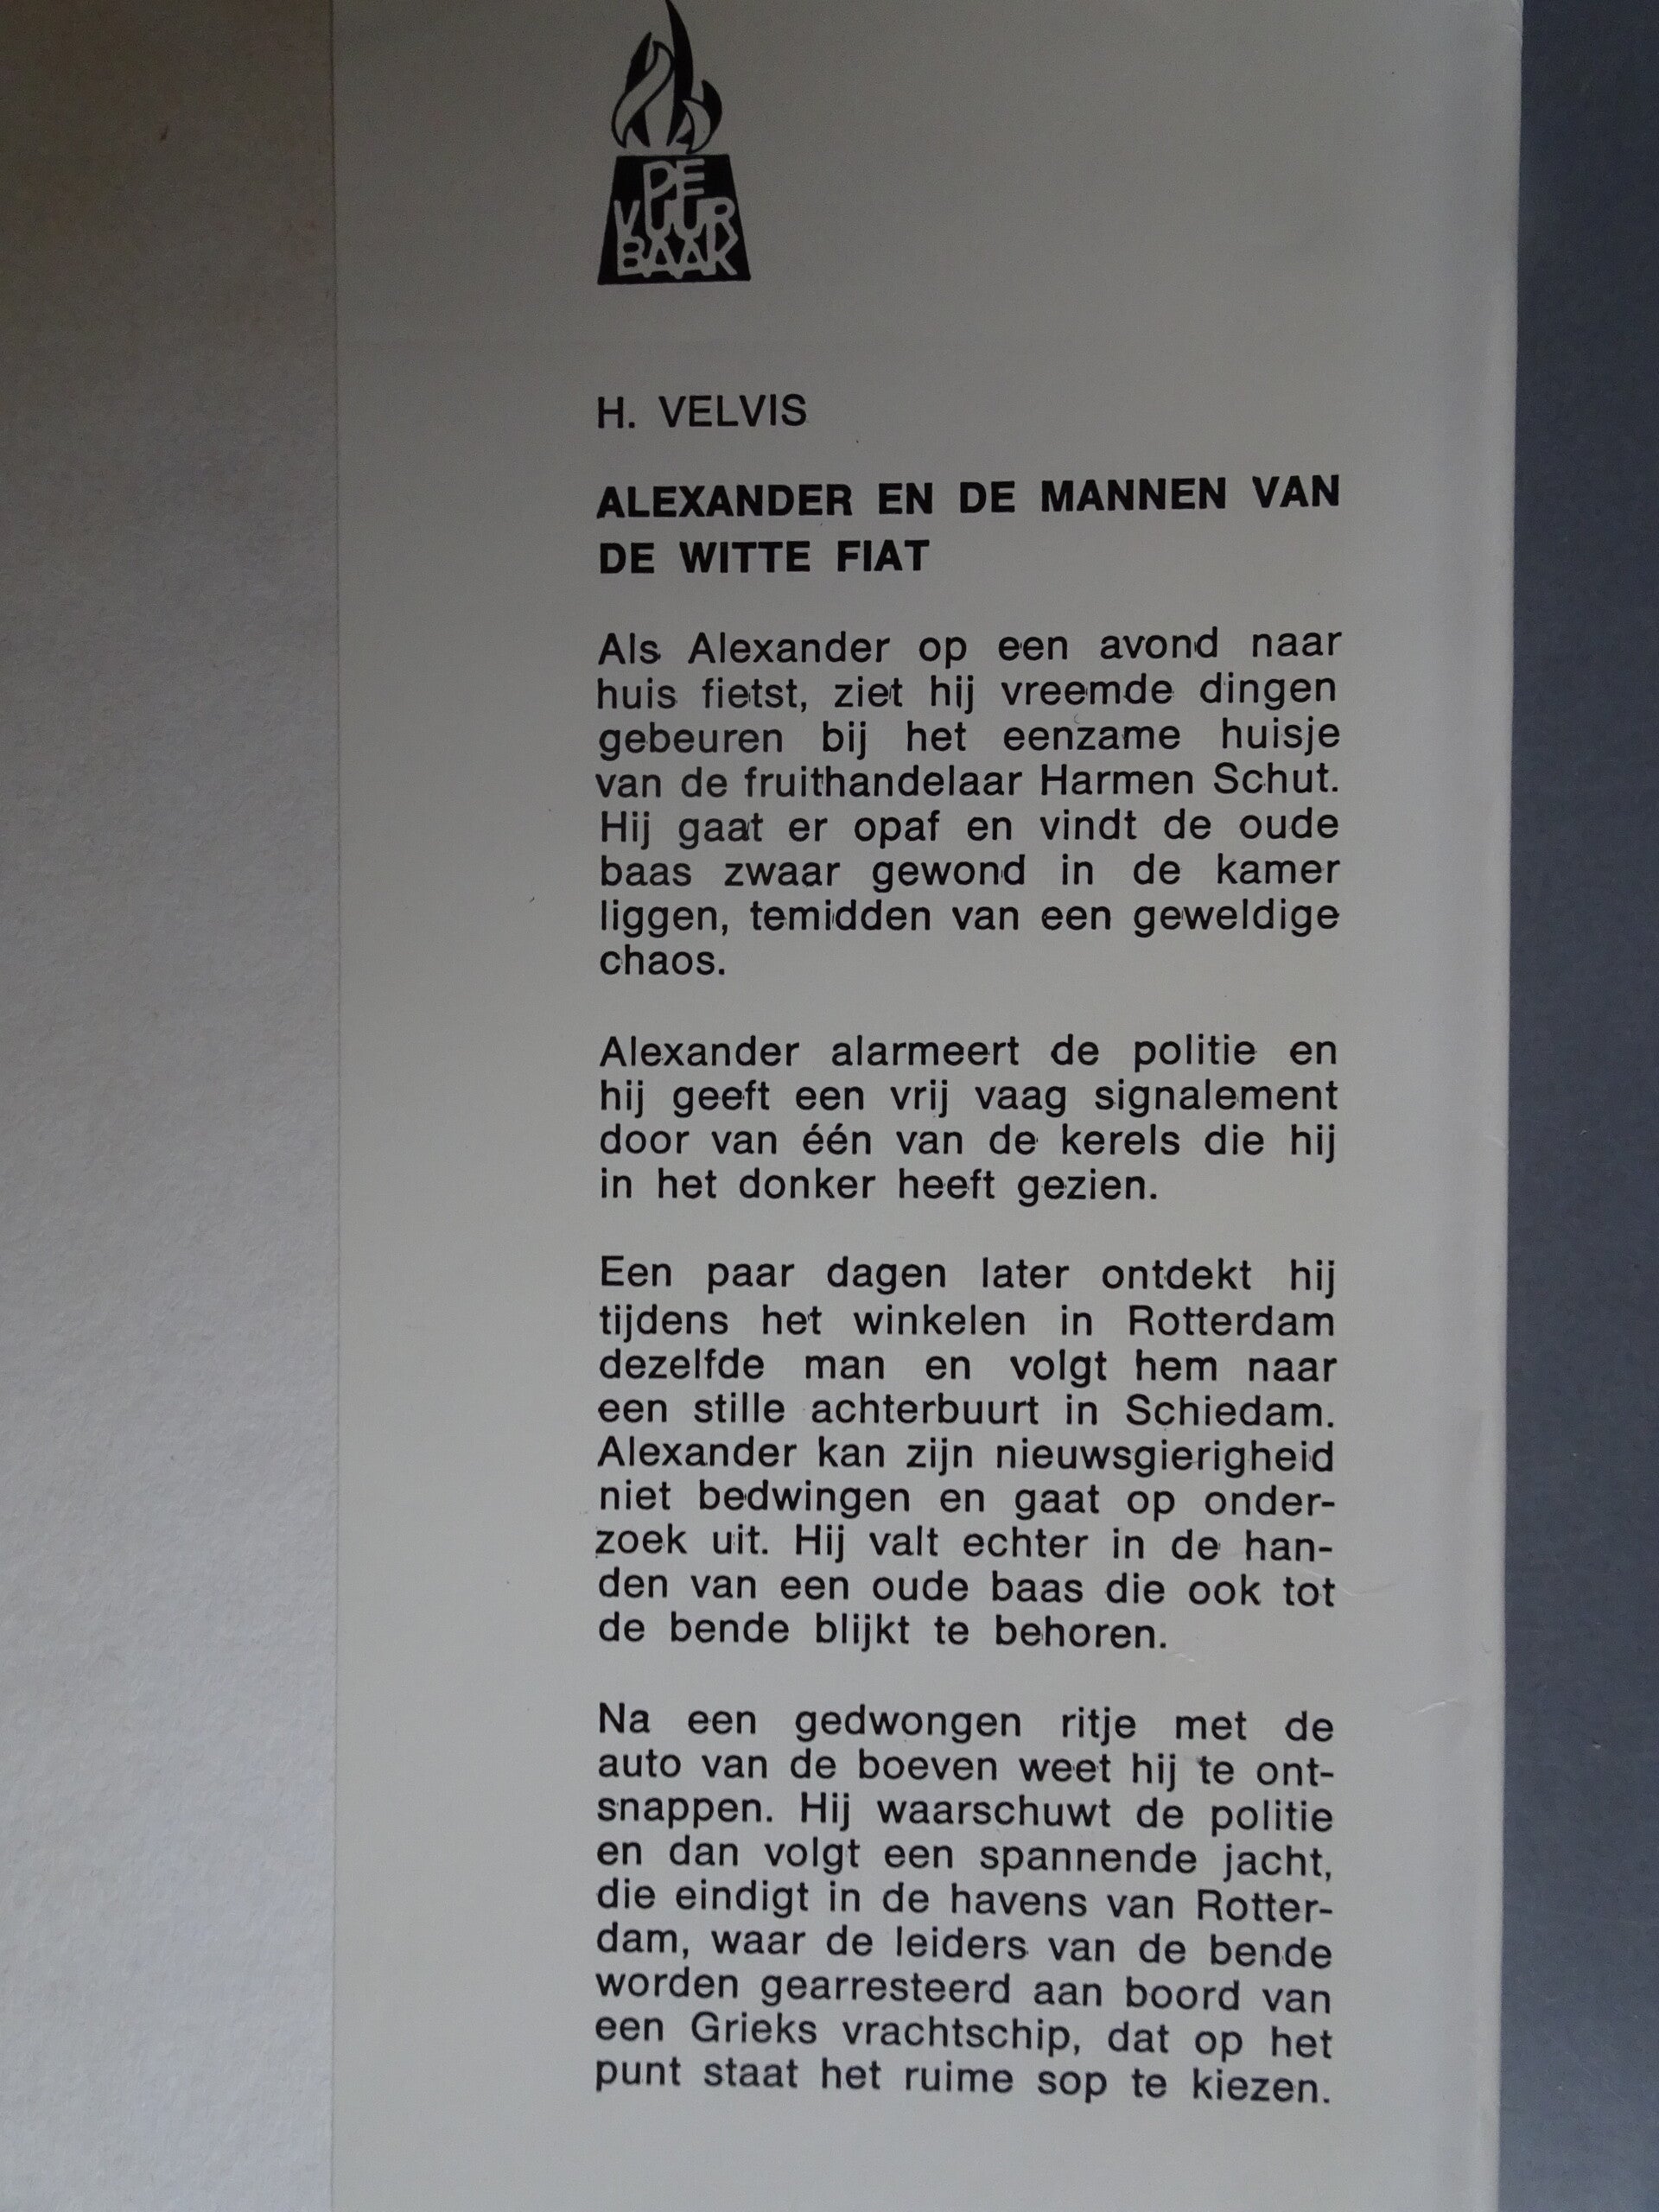 DE
VUUR
BAAK
H. VELVIS
ALEXANDER EN DE MANNEN VAN
DE WITTE FIAT
Als Alexander op een avond naar
huis fietst, ziet hij vreemde dingen
gebeuren bij het eenzame huisje
van de fruithandelaar Harmen Schut.
Hij gaat er opaf en vindt de oude
baas zwaar gewond in de kamer
liggen, temidden van een geweldige
chaos.
Alexander alarmeert de politie en
hij geeft een vrij vaag signalement
door van één van de kerels die hij
in het donker heeft gezien.
Een paar dagen later ontdekt hij
tijdens het winkelen in Rotterdam
dezelfde man en volgt hem naar
een stille achterbuurt in Schiedam.
Alexander kan zijn nieuwsgierigheid
niet bedwingen en gaat op onder-
zoek uit. Hij valt echter in de han-
den van een oude baas die ook tot
de bende blijkt te behoren.
Na een gedwongen ritje met de
auto van de boeven weet hij te ont-
snappen. Hij waarschuwt de politie
en dan volgt een spannende jacht,
die eindigt in de havens van Rotter-
dam, waar de leiders van de bende
worden gearresteerd aan boord van
een Grieks vrachtschip, dat op het
punt staat het ruime sop te kiezen.